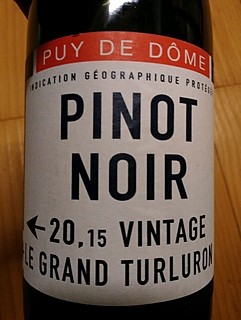 PUY DE DÔME
INDICATION GÉOGRAPHIQUE PROTÉGÉE
PINOT
NOIR
←20,15 VINTAGE
LE GRAND TURLURON